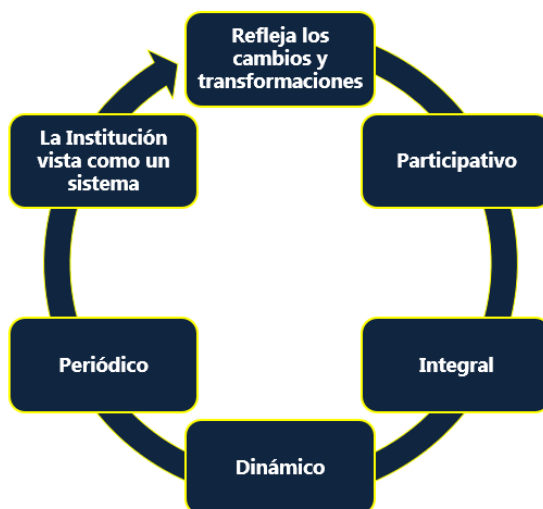 Refleja los
cambios y
transformaciones
Participativo
Integral
Dinámico
Periódico
La Institución
vista como un
sistema